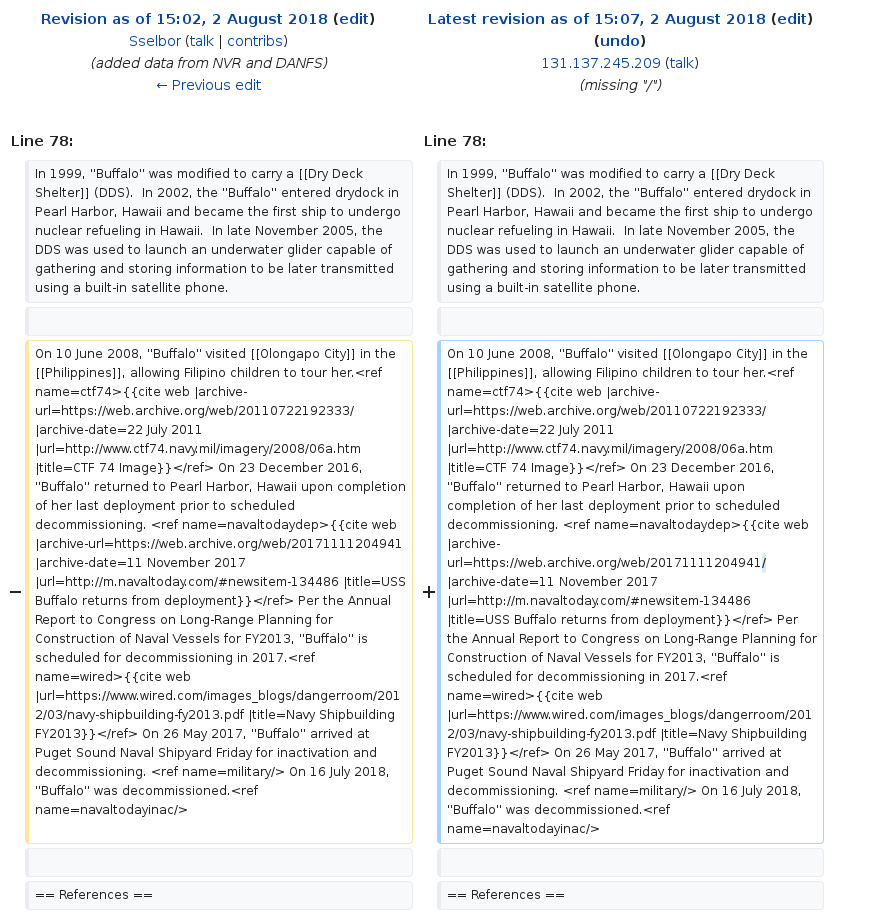 Revision as of 15:02, 2 August 2018 (edit)
Sselbor (talk | contribs)
(added data from NVR and DANFS)
← Previous edit
Latest revision as of 15:07, 2 August 2018 (edit)
(undo)
131.137.245.209 (talk)
(missing "/")
Line 78:
In 1999, ''Buffalo'' was modified to carry a [[Dry Deck
Shelter]] (DDS).  In 2002, the ''Buffalo'' entered drydock in
Pearl Harbor, Hawaii and became the first ship to undergo
nuclear refueling in Hawaii.  In late November 2005, the
DDS was used to launch an underwater glider capable of
gathering and storing information to be later transmitted
using a built-in satellite phone.
−
On 10 June 2008, ''Buffalo'' visited [[Olongapo City]] in the
[[Philippines]], allowing Filipino children to tour her.<ref
name=ctf74>{{cite web |archive-
url=https://web.archive.org/web/20110722192333/
|archive-date=22 July 2011
|url=http://www.ctf74.navy.mil/imagery/2008/06a.htm
|title=CTF 74 Image}}</ref> On 23 December 2016,
''Buffalo'' returned to Pearl Harbor, Hawaii upon completion
of her last deployment prior to scheduled
decommissioning. <ref name=navaltodaydep>{{cite web
|archive-url=https://web.archive.org/web/20171111204941
|archive-date=11 November 2017
|url=http://m.navaltoday.com/#newsitem-134486 |title=USS
Buffalo returns from deployment}}</ref> Per the Annual
Report to Congress on Long-Range Planning for
Construction of Naval Vessels for FY2013, ''Buffalo'' is
scheduled for decommissioning in 2017.<ref
name=wired>{{cite web
|url=https://www.wired.com/images_blogs/dangerroom/201
2/03/navy-shipbuilding-fy2013.pdf |title=Navy Shipbuilding
FY2013}}</ref> On 26 May 2017, ''Buffalo'' arrived at
Puget Sound Naval Shipyard Friday for inactivation and
decommissioning. <ref name=military/> On 16 July 2018,
''Buffalo'' was decommissioned.<ref
name=navaltodayinac/>
== References ==
Line 78:
In 1999, ''Buffalo'' was modified to carry a [[Dry Deck
Shelter]] (DDS).  In 2002, the ''Buffalo'' entered drydock in
Pearl Harbor, Hawaii and became the first ship to undergo
nuclear refueling in Hawaii.  In late November 2005, the
DDS was used to launch an underwater glider capable of
gathering and storing information to be later transmitted
using a built-in satellite phone.
+
On 10 June 2008, ''Buffalo'' visited [[Olongapo City]] in the
[[Philippines]], allowing Filipino children to tour her.<ref
name=ctf74>{{cite web |archive-
url=https://web.archive.org/web/20110722192333/
|archive-date=22 July 2011
|url=http://www.ctf74.navy.mil/imagery/2008/06a.htm
|title=CTF 74 Image}}</ref> On 23 December 2016,
''Buffalo'' returned to Pearl Harbor, Hawaii upon
completion of her last deployment prior to scheduled
decommissioning. <ref name=navaltodaydep>{{cite web
|archive-
url=https://web.archive.org/web/20171111204941/
|archive-date=11 November 2017
|url=http://m.navaltoday.com/#newsitem-134486
|title=USS Buffalo returns from deployment}}</ref> Per
the Annual Report to Congress on Long-Range Planning for
Construction of Naval Vessels for FY2013, ''Buffalo'' is
scheduled for decommissioning in 2017.<ref
name=wired>{{cite web
|url=https://www.wired.com/images_blogs/dangerroom/201
2/03/navy-shipbuilding-fy2013.pdf |title=Navy Shipbuilding
FY2013}}</ref> On 26 May 2017, ''Buffalo'' arrived at
Puget Sound Naval Shipyard Friday for inactivation and
decommissioning. <ref name=military/> On 16 July 2018,
''Buffalo'' was decommissioned.<ref
name=navaltodayinac/>
== References ==